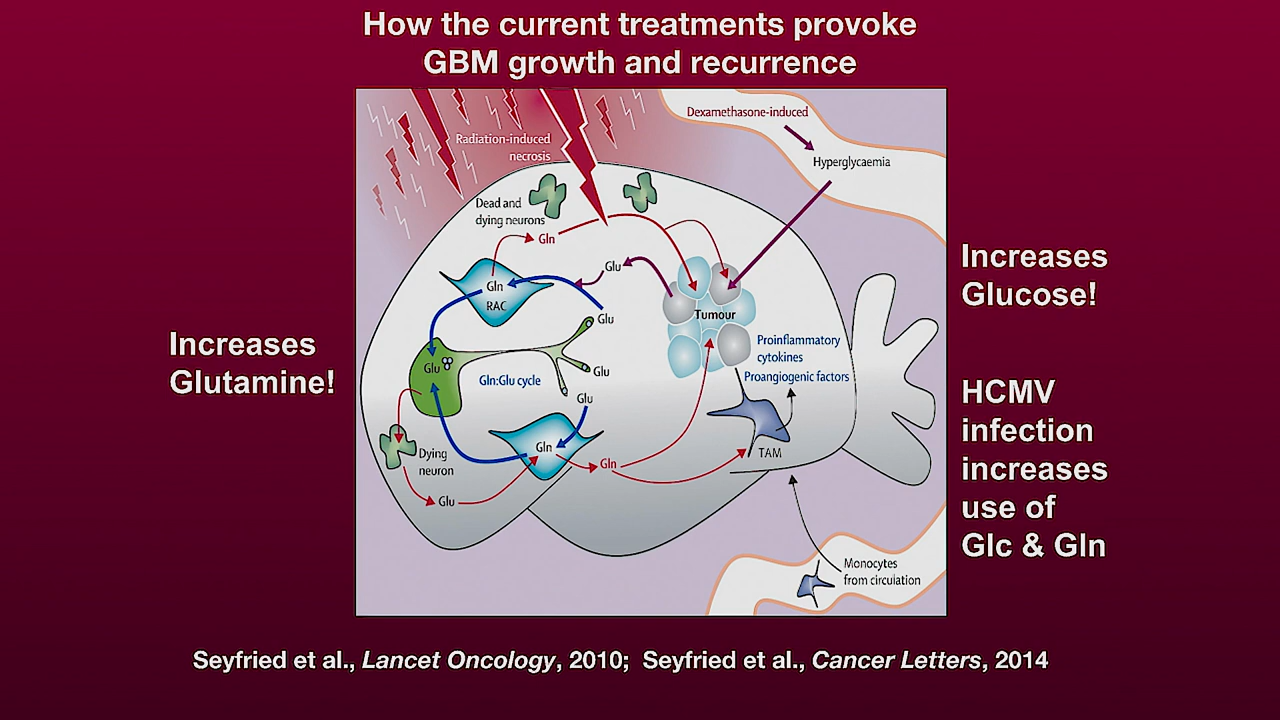 How the current treatments provoke
GBM growth and recurrence
Dexamethasone-induced
Hyperglycaemia
Radiation-induced
necrosis
Dead and
dying neurons
Gln
Glu
Gln
RAC
Glu
Tumour
Increases
Glucose!
Increases
Glutamine!
Proinflammatory
cytokines
Proangiogenic factors
Glu
Gln:Glu cycle
Glu
Glu
HCMV
infection
increases
use of
Glc & Gln
Gln
Dying
neuron
Gln
TAM
Glu
Monocytes
from circulation
Seyfried et al., Lancet Oncology, 2010; Seyfried et al., Cancer Letters, 2014